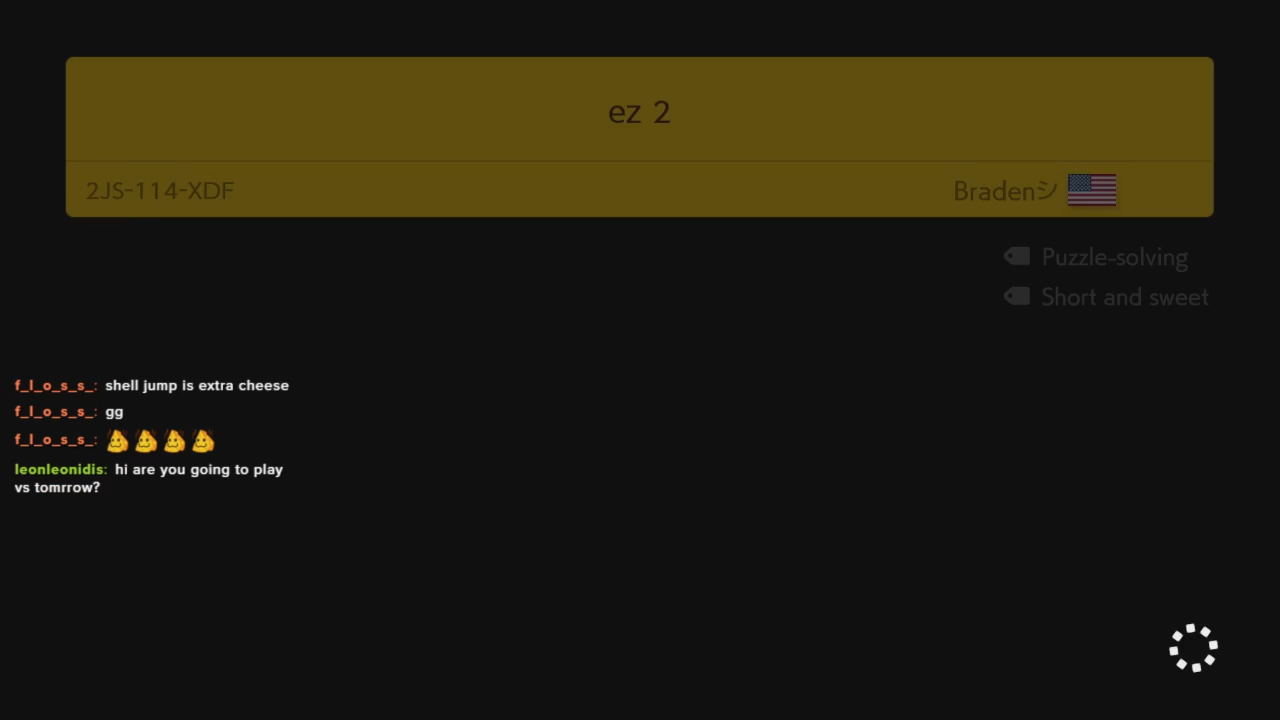 ez 2
2JS-114-XDF
Bradenシ
Puzzle-solving
Short and sweet
f_l_o_s_s_: shell jump is extra cheese
f_l_o_s_s_: gg
f_l_o_s_s_:
leonleonidis: hi are you going to play
vs tomrrow?